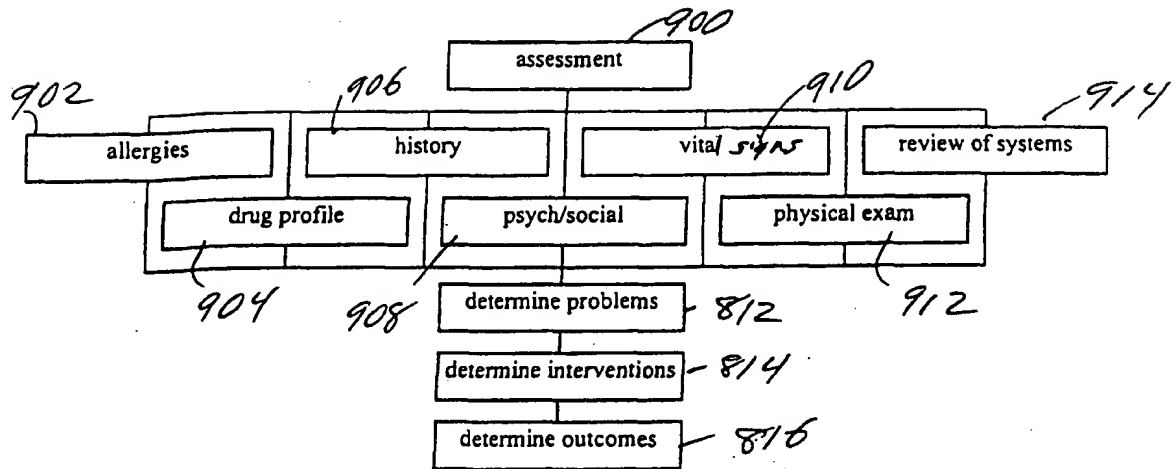 900
assessment
902
906
910
914
allergies
history
vital signs
review of systems
drug profile
psych/social
physical exam
904
908
912
determine problems
812
determine interventions
814
determine outcomes
816